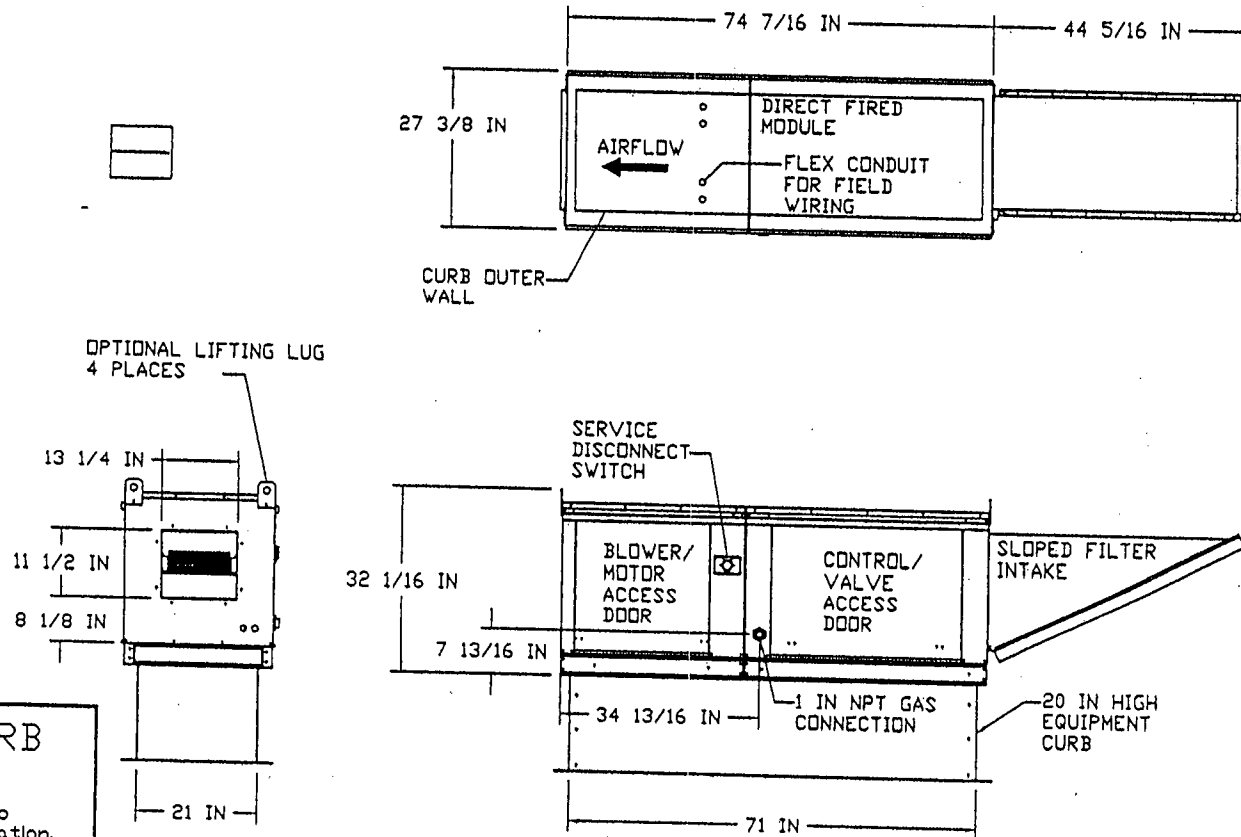 74 7/16 IN
44 5/16 IN
27 3/8 IN
DIRECT FIRED
MODULE
AIRFLOW
FLEX CONDUIT
FOR FIELD
WIRING
CURB OUTER
WALL
OPTIONAL LIFTING LUG
4 PLACES
13 1/4 IN
11 1/2 IN
8 1/8 IN
21 IN
SERVICE
DISCONNECT
SWITCH
32 1/16 IN
BLOWER/
MOTOR
ACCESS
DOOR
CONTROL/
VALVE
ACCESS
DOOR
SLOPED FILTER
INTAKE
7 13/16 IN
34 13/16 IN
1 IN NPT GAS
CONNECTION
20 IN HIGH
EQUIPMENT
CURB
71 IN
RB